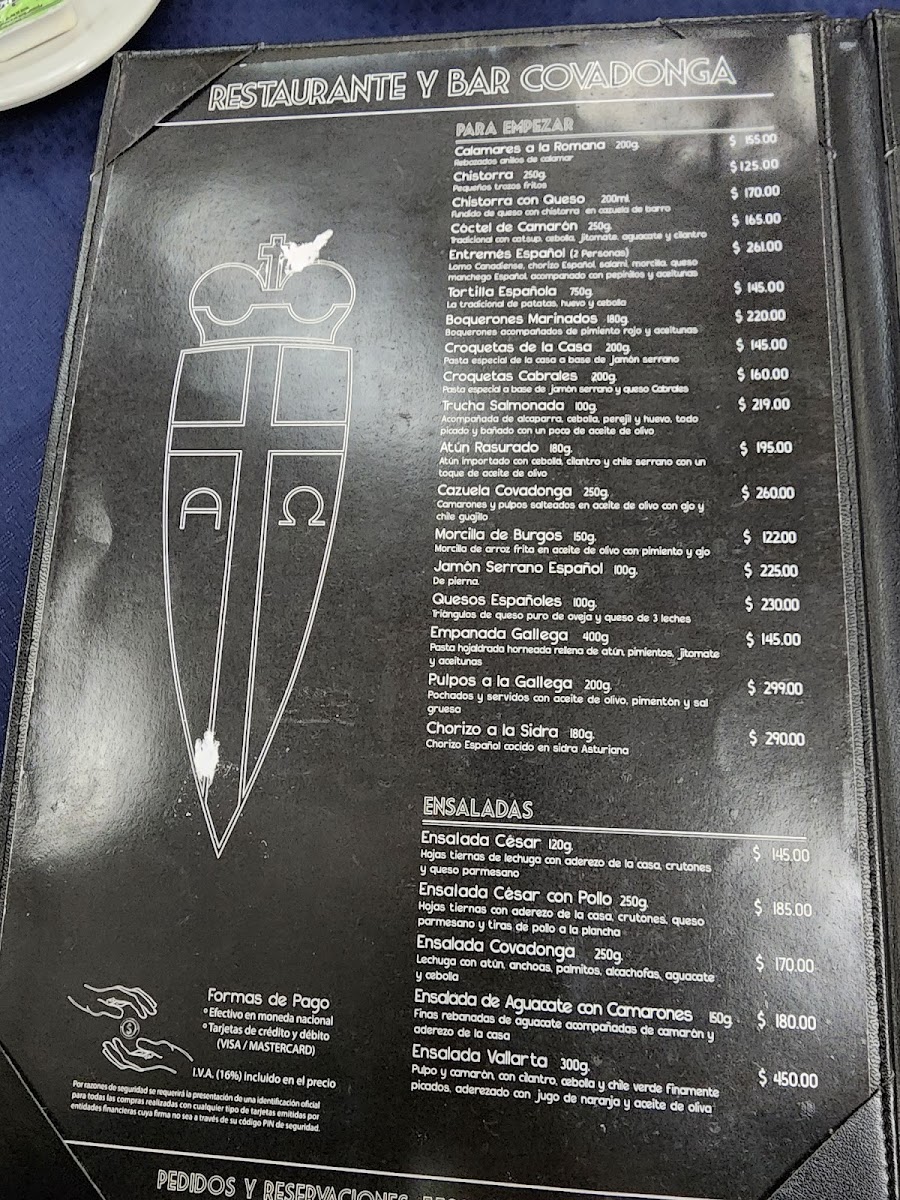 RESTAURANTE Y BAR COVADONGA
PARA EMPEZAR
Calamares a la Romana 200g. $ 155.00
Rebozados anillos de calamar
Chistorra 250g. $ 125.00
Pequeños trozos fritos
Chistorra con Queso 200ml $ 170.00
Fundido de queso con chistorra en cazuela de barro
Cóctel de Camarón 250g. $ 165.00
Tradicional con catsup, cebolla, jitomate, aguacate y cilantro
Entremés Español (2 Personas) $ 261.00
Lomo Canadiense, chorizo Español, salami, morcilla, queso
manchego Español, acompanado con pepinillos y aceitunas
Tortilla Española 750g. $ 145.00
La tradicional de patatas, huevo y cebolla
Boquerones Marinados 180g. $ 220.00
Boquerones acompañados de pimiento rojo y aceitunas
Croquetas de la Casa 200g. $ 145.00
Pasta especial de la casa a base de jamón serrano
Croquetas Cabrales 200g. $ 160.00
Pasta especial a base de jamón serrano y queso Cabrales
Trucha Salmonada 100g. $ 219.00
Acompañada de alcaparra, cebolla, perejil y huevo, todo
picado y bañado con un poco de aceite de olivo
Atún Rasurado 180g. $ 195.00
Atún importado con cebolla, cilantro y chile serrano con un
toque de aceite de olivo
Cazuela Covadonga 250g. $ 260.00
Camarones y pulpos salteados en aceite de olivo con ajo y
chile guajillo
Morcilla de Burgos 150g. $ 122.00
Morcilla de arroz frita en aceite de olivo con pimiento y ajo
Jamón Serrano Español 100g. $ 225.00
De pierna.
Quesos Españoles 100g. $ 230.00
Triángulos de queso puro de oveja y queso de 3 leches
Empanada Gallega 400g $ 145.00
Pasta hojaldrada horneada rellena de atún, pimientos, jitomate
y aceitunas
Pulpos a la Gallega 200g. $ 299.00
Pochados y servidos con aceite de olivo, pimentón y sal
gruesa
Chorizo a la Sidra 180g. $ 290.00
Chorizo Español cocido en sidra Asturiana
Α Ω
ENSALADAS
Ensalada César 120g. $ 145.00
Hojas tiernas de lechuga con aderezo de la casa, crutones
y queso parmesano
Ensalada César con Pollo 250g. $ 185.00
Hojas tiernas con aderezo de la casa, crutones, queso
parmesano y tiras de pollo a la plancha
Ensalada Covadonga 250g. $ 170.00
Lechuga con atún, anchoas, palmitos, alcachofas, aguacate
y cebolla
Ensalada de Aguacate con Camarones 150g. $ 180.00
Finas rebanadas de aguacate acompañadas de camarón y
aderezo de la casa
Ensalada Vallarta 300g. $ 450.00
Pulpo y camarón, con cilantro, cebolla y chile verde finamente
picados, aderezado con jugo de naranja y aceite de oliva
$
Formas de Pago
° Efectivo en moneda nacional
° Tarjetas de crédito y débito
(VISA / MASTERCARD)
I.V.A. (16%) incluido en el precio
Por razones de seguridad se requerirá la presentación de una identificación oficial
para todas las compras realizadas con cualquier tipo de tarjetas emitidas por
entidades financieras cuya firma no sea a través de su código PIN de seguridad.
PEDIDOS Y RESERVACIONES